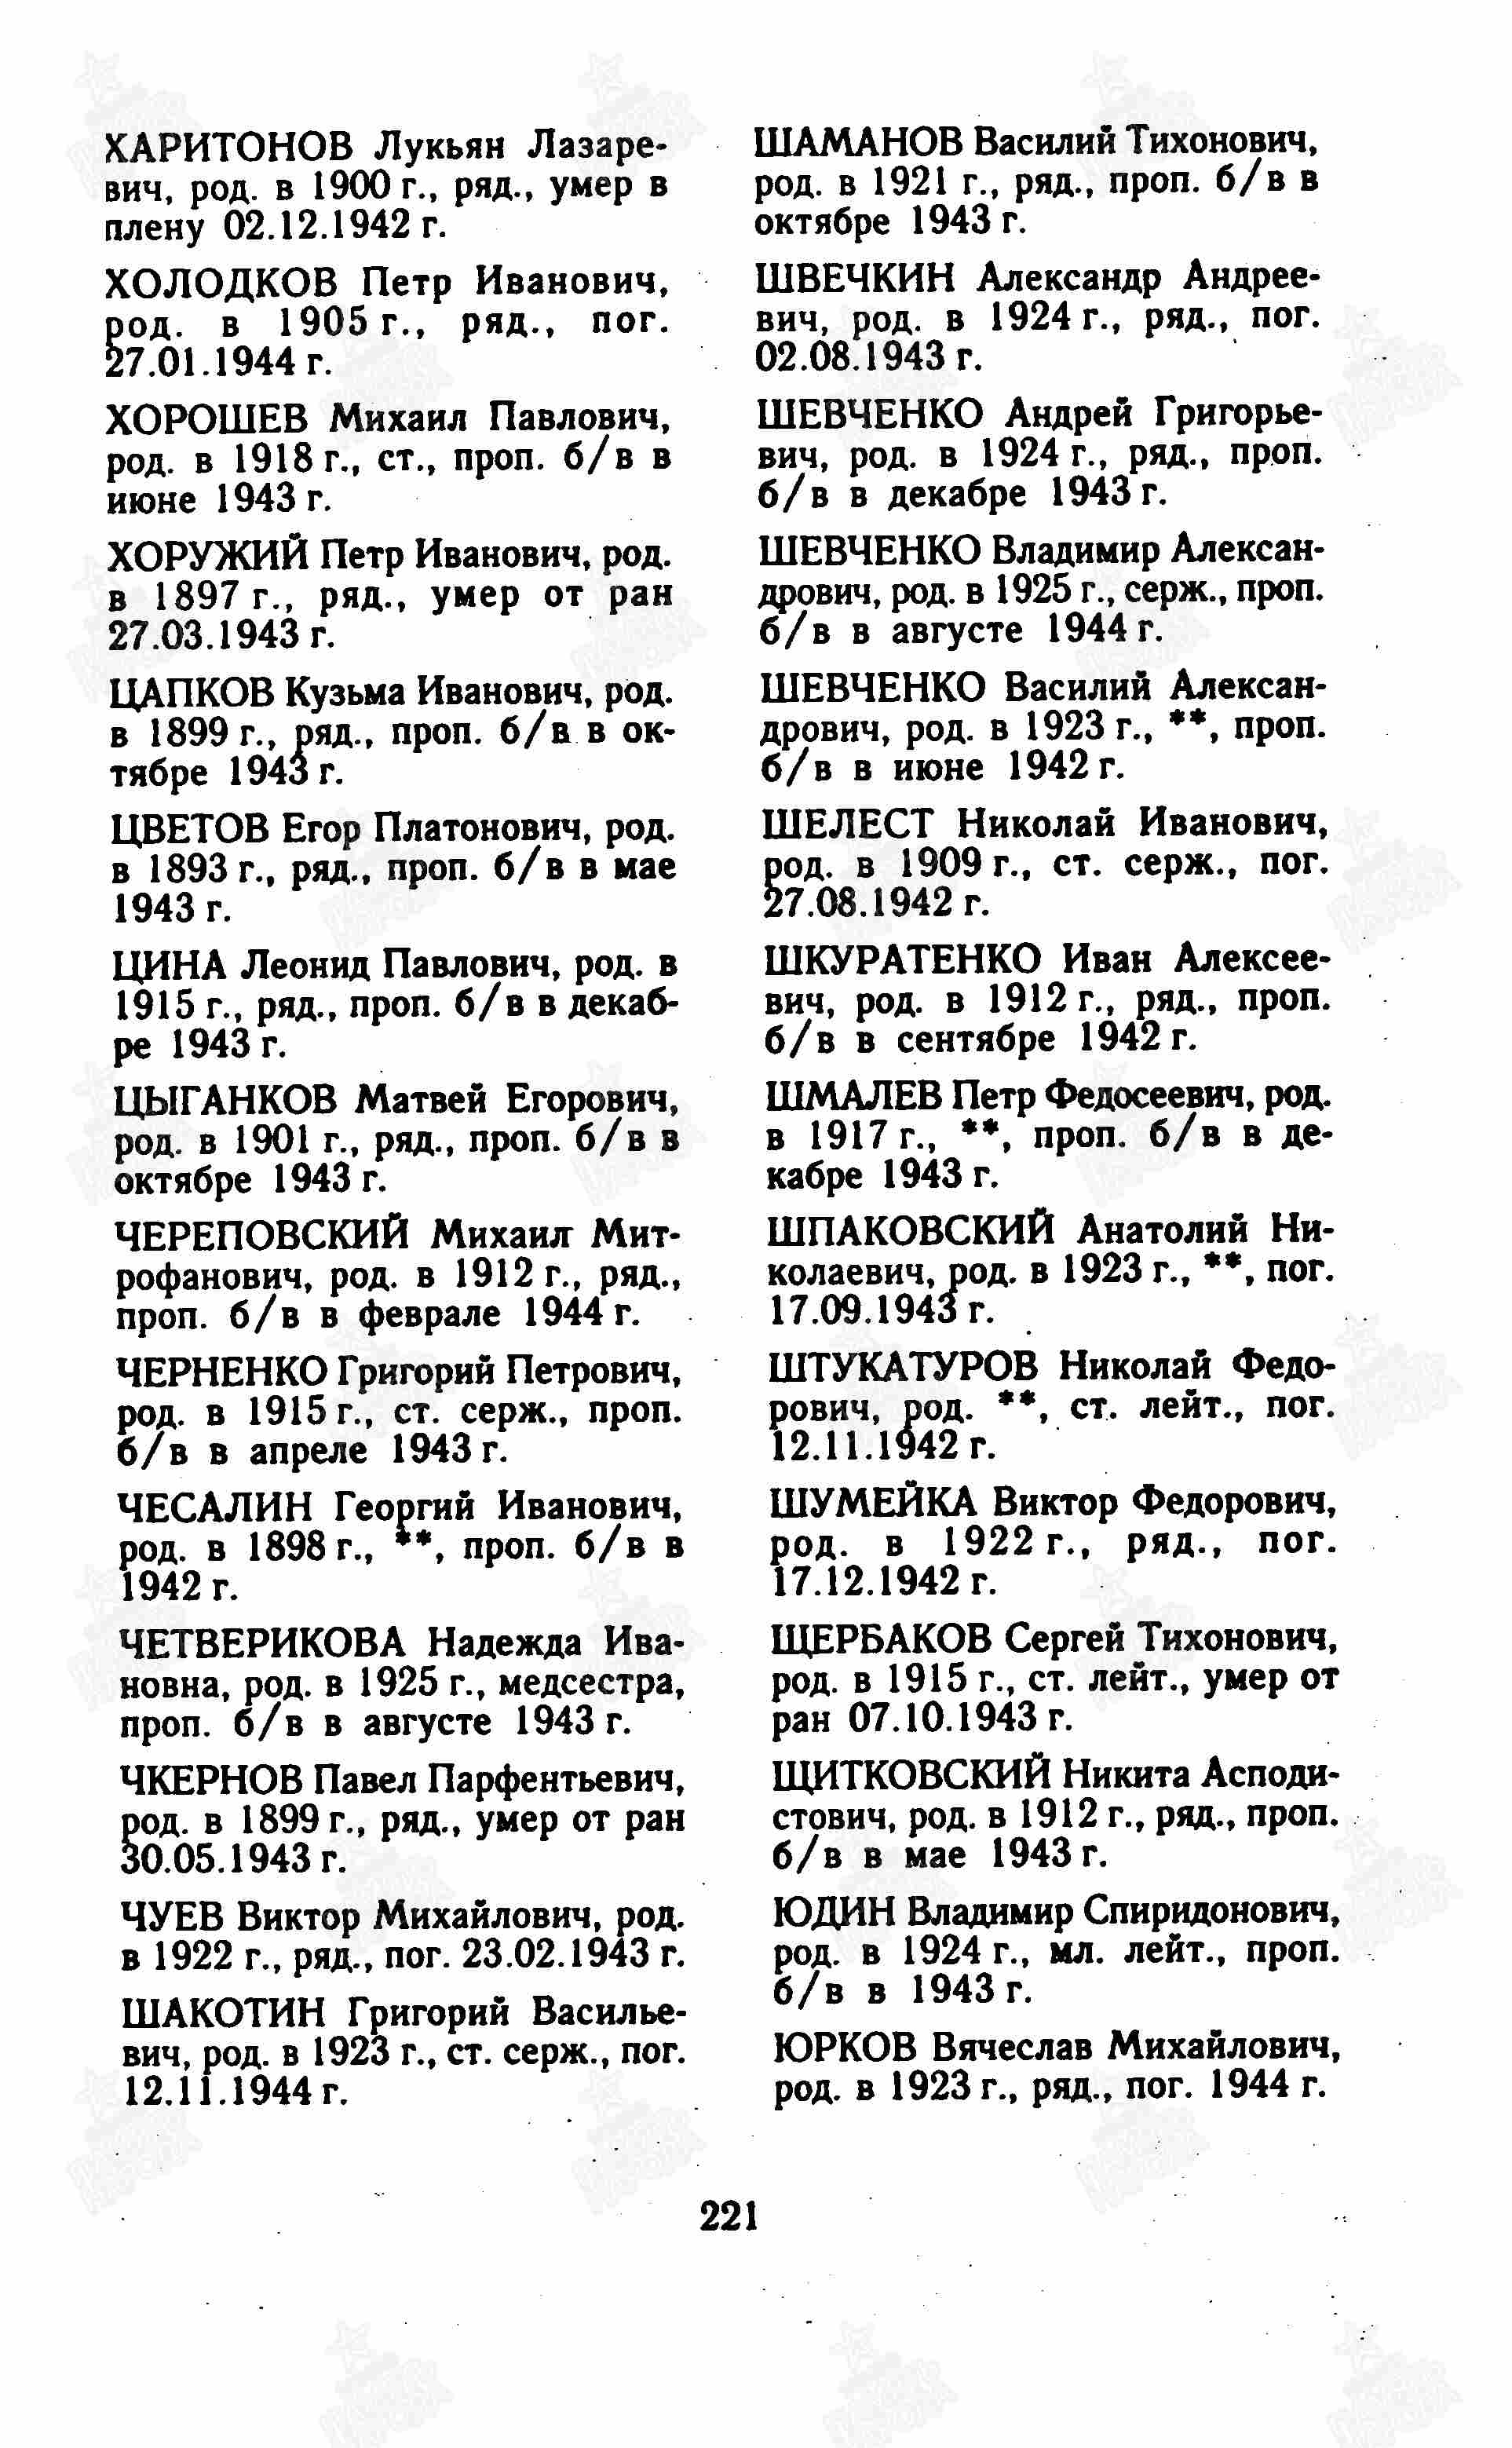 ХАРИТОНОВ Лукьян Лазаре-
вич, род. в 1900 г., ряд., умер в
плену 02.12.1942 г.
ХОЛОДКОВ Петр Иванович,
род. в 1905 г., ряд., пог.
27.01.1944 г.
ХОРОШЕВ Михаил Павлович,
род. в 1918 г., ст., проп. б/в в
июне 1943 г.
ХОРУЖИЙ Петр Иванович, род.
в 1897 г., ряд., умер от ран
27.03.1943 г.
ЦАПКОВ Кузьма Иванович, род.
в 1899 г., ряд., проп. б/в в ок-
тябре 1943 г.
ЦВЕТОВ Егор Платонович, род.
в 1893 г., ряд., проп. б/в в мае
1943 г.
ЦИНА Леонид Павлович, род. в
1915 г., ряд., проп. б/в в декаб-
ре 1943 г.
ЦЫГАНКОВ Матвей Егорович,
род. в 1901 г., ряд., проп. б/в в
октябре 1943 г.
ЧЕРЕПОВСКИЙ Михаил Мит-
рофанович, род. в 1912 г., ряд.,
проп. б/в в феврале 1944 г.
ЧЕРНЕНКО Григорий Петрович,
род. в 1915 г., ст. серж., проп.
б/в в апреле 1943 г.
ЧЕСАЛИН Георгий Иванович,
род. в 1898 г., **, проп. б/в в
1942 г.
ЧЕТВЕРИКОВА Надежда Ива-
новна, род. в 1925 г., медсестра,
проп. б/в в августе 1943 г.
ЧКЕРНОВ Павел Парфентьевич,
род. в 1899 г., ряд., умер от ран
30.05.1943 г.
ЧУЕВ Виктор Михайлович, род.
в 1922 г., ряд., пог. 23.02.1943 г.
ШАКОТИН Григорий Василье-
вич, род. в 1923 г., ст. серж., пог.
12.11.1944 г.
ШАМАНОВ Василий Тихонович,
род. в 1921 г., ряд., проп. б/в в
октябре 1943 г.
ШВЕЧКИН Александр Андрее-
вич, род. в 1924 г., ряд., пог.
02.08.1943 г.
ШЕВЧЕНКО Андрей Григорье-
вич, род. в 1924 г., ряд., проп.
б/в в декабре 1943 г.
ШЕВЧЕНКО Владимир Алексан-
дрович, род. в 1925 г., серж., проп.
б/в в августе 1944 г.
ШЕВЧЕНКО Василий Алексан-
дрович, род. в 1923 г., **, проп.
б/в в июне 1942 г.
ШЕЛЕСТ Николай Иванович,
род. в 1909 г., ст. серж., пог.
27.08.1942 г.
ШКУРАТЕНКО Иван Алексее-
вич, род. в 1912 г., ряд., проп.
б/в в сентябре 1942 г.
ШМАЛЕВ Петр Федосеевич, род.
в 1917 г., **, проп. б/в в де-
кабре 1943 г.
ШПАКОВСКИЙ Анатолий Ни-
колаевич, род. в 1923 г., **, пог.
17.09.1943 г.
ШТУКАТУРОВ Николай Федо-
рович, род. **, ст. лейт., пог.
12.11.1942 г.
ШУМЕЙКА Виктор Федорович,
род. в 1922 г., ряд., пог.
17.12.1942 г.
ЩЕРБАКОВ Сергей Тихонович,
род. в 1915 г., ст. лейт., умер от
ран 07.10.1943 г.
ЩИТКОВСКИЙ Никита Асподи-
стович, род. в 1912 г., ряд., проп.
б/в в мае 1943 г.
ЮДИН Владимир Спиридонович,
род. в 1924 г., мл. лейт., проп.
б/в в 1943 г.
ЮРКОВ Вячеслав Михайлович,
род. в 1923 г., ряд., пог. 1944 г.
221